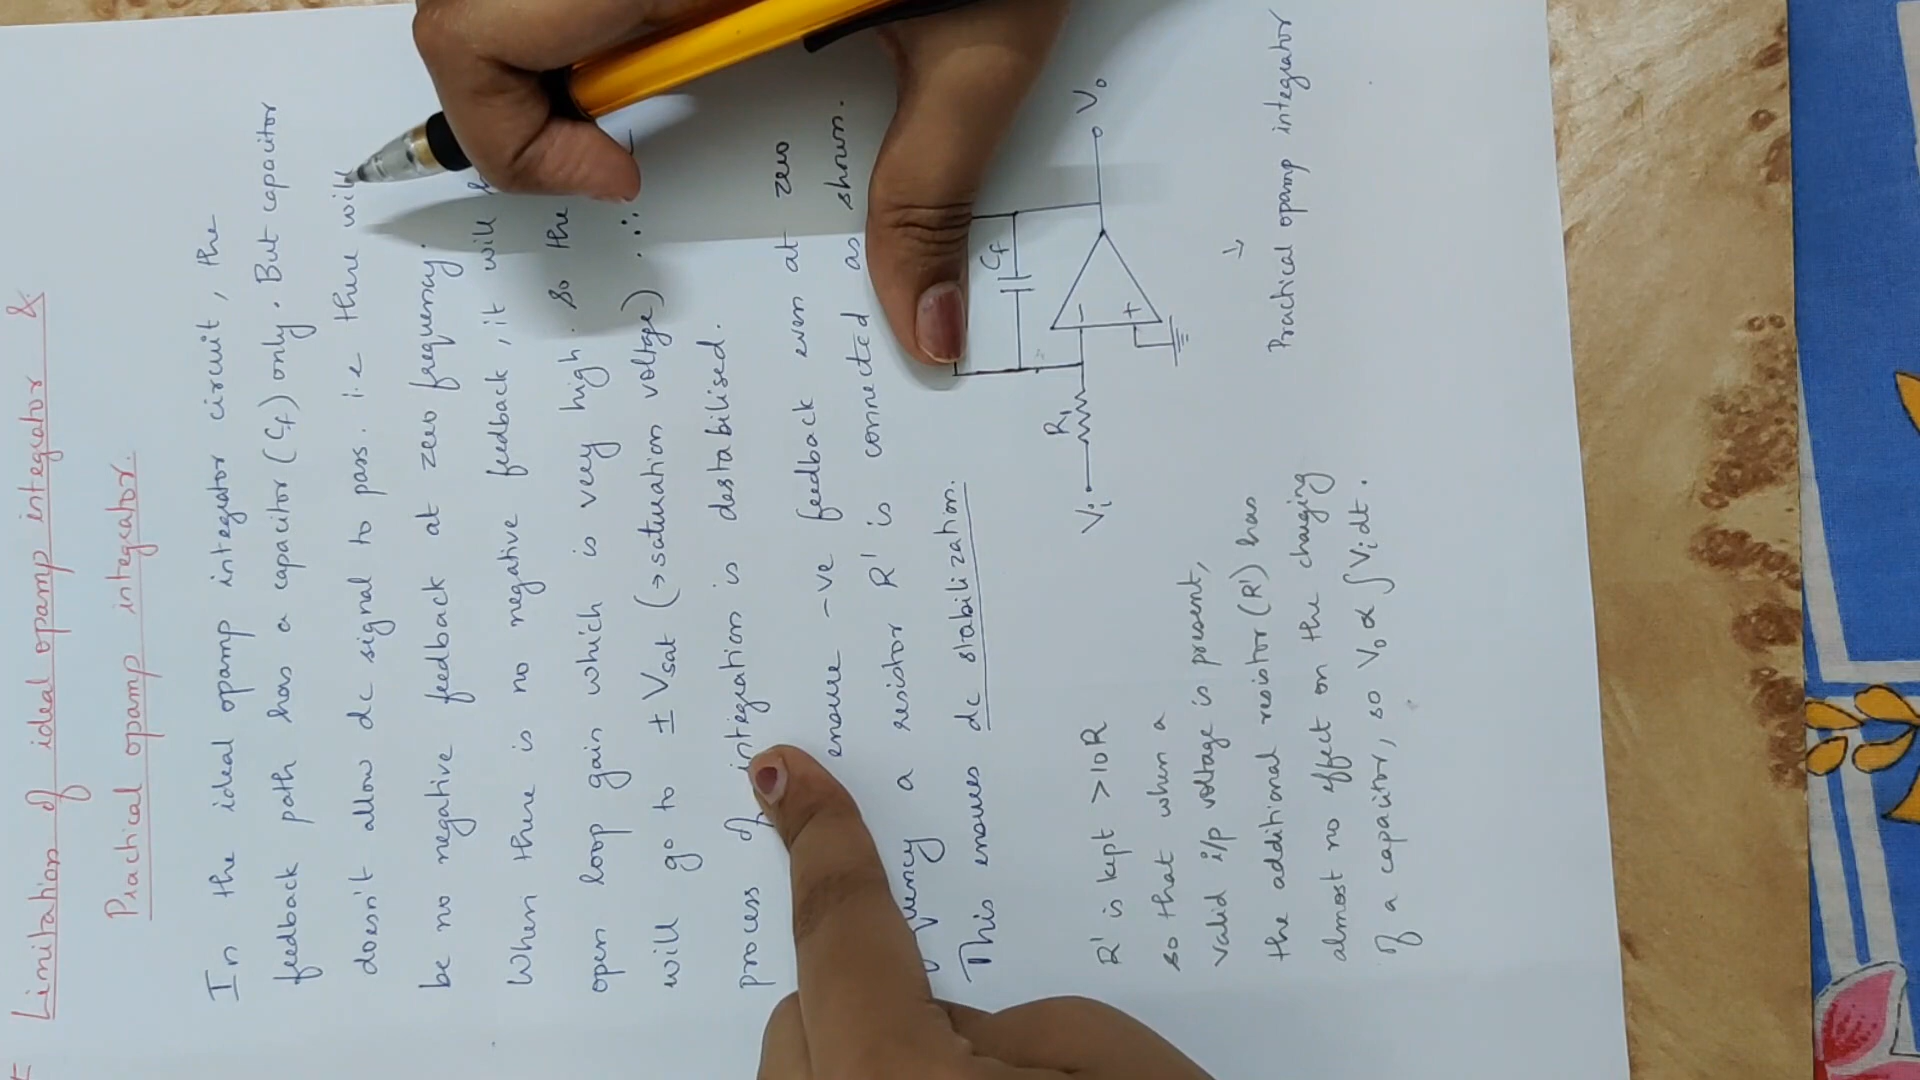 Limitation of ideal opamp integrator &
Practical opamp integrator.
In the ideal opamp integrator circuit, the
feedback path has a capacitor (Cf) only. But capacitor
doesn't allow dc signal to pass. i.e there will
be no negative feedback at zero frequency.
When there is no negative feedback, it will
open loop gain which is very high. So the
will go to ± Vsat (→ saturation voltage) ∴
process of integration is destabilised.
ensure -ve feedback even at zero
a resistor R' is connected as shown.
This ensures dc stabilization.
R' is kept >10R
so that when a
valid i/p voltage is present,
the additional resistor (R') has
almost no effect on the charging
of a capacitor, so Vo ∝ ∫Vi dt.
Cf
R1
Vi
Vo
-
+
↓
Practical opamp integrator